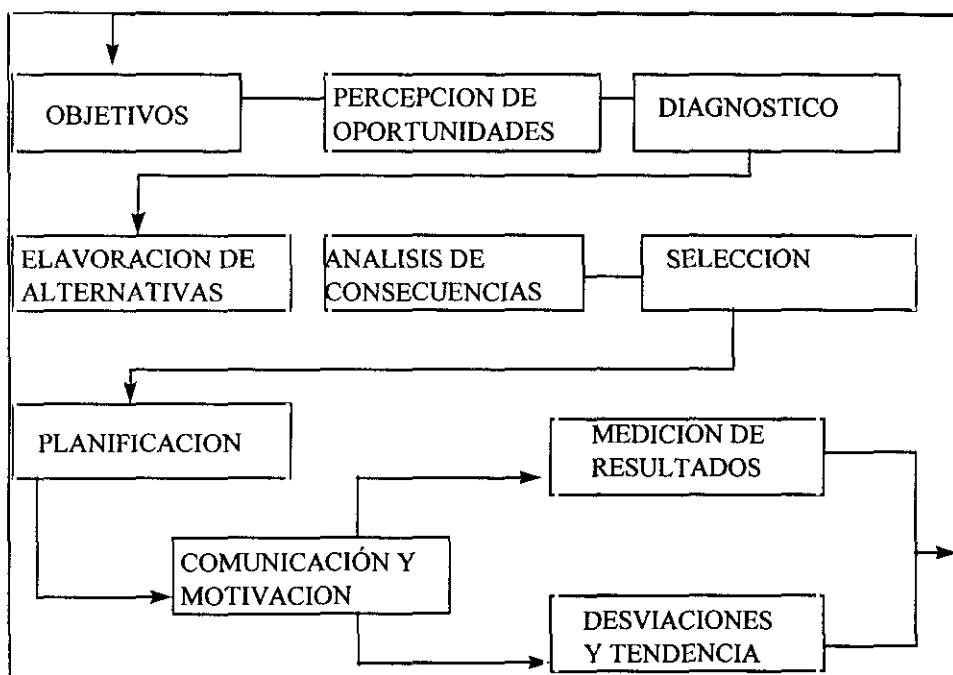 OBJETIVOS
PERCEPCION DE
OPORTUNIDADES
DIAGNOSTICO
ELAVORACION DE
ALTERNATIVAS
ANALISIS DE
CONSECUENCIAS
SELECCION
PLANIFICACION
MEDICION DE
RESULTADOS
COMUNICACIÓN Y
MOTIVACION
DESVIACIONES
Y TENDENCIA